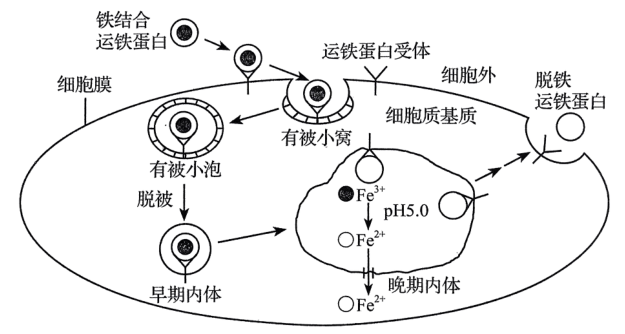 铁结合
运铁蛋白
运铁蛋白受体
细胞外
脱铁
运铁蛋白
细胞膜
细胞质基质
有被小窝
有被小泡
脱被
Fe³⁺
pH5.0
Fe²⁺
早期内体
晚期内体
Fe²⁺